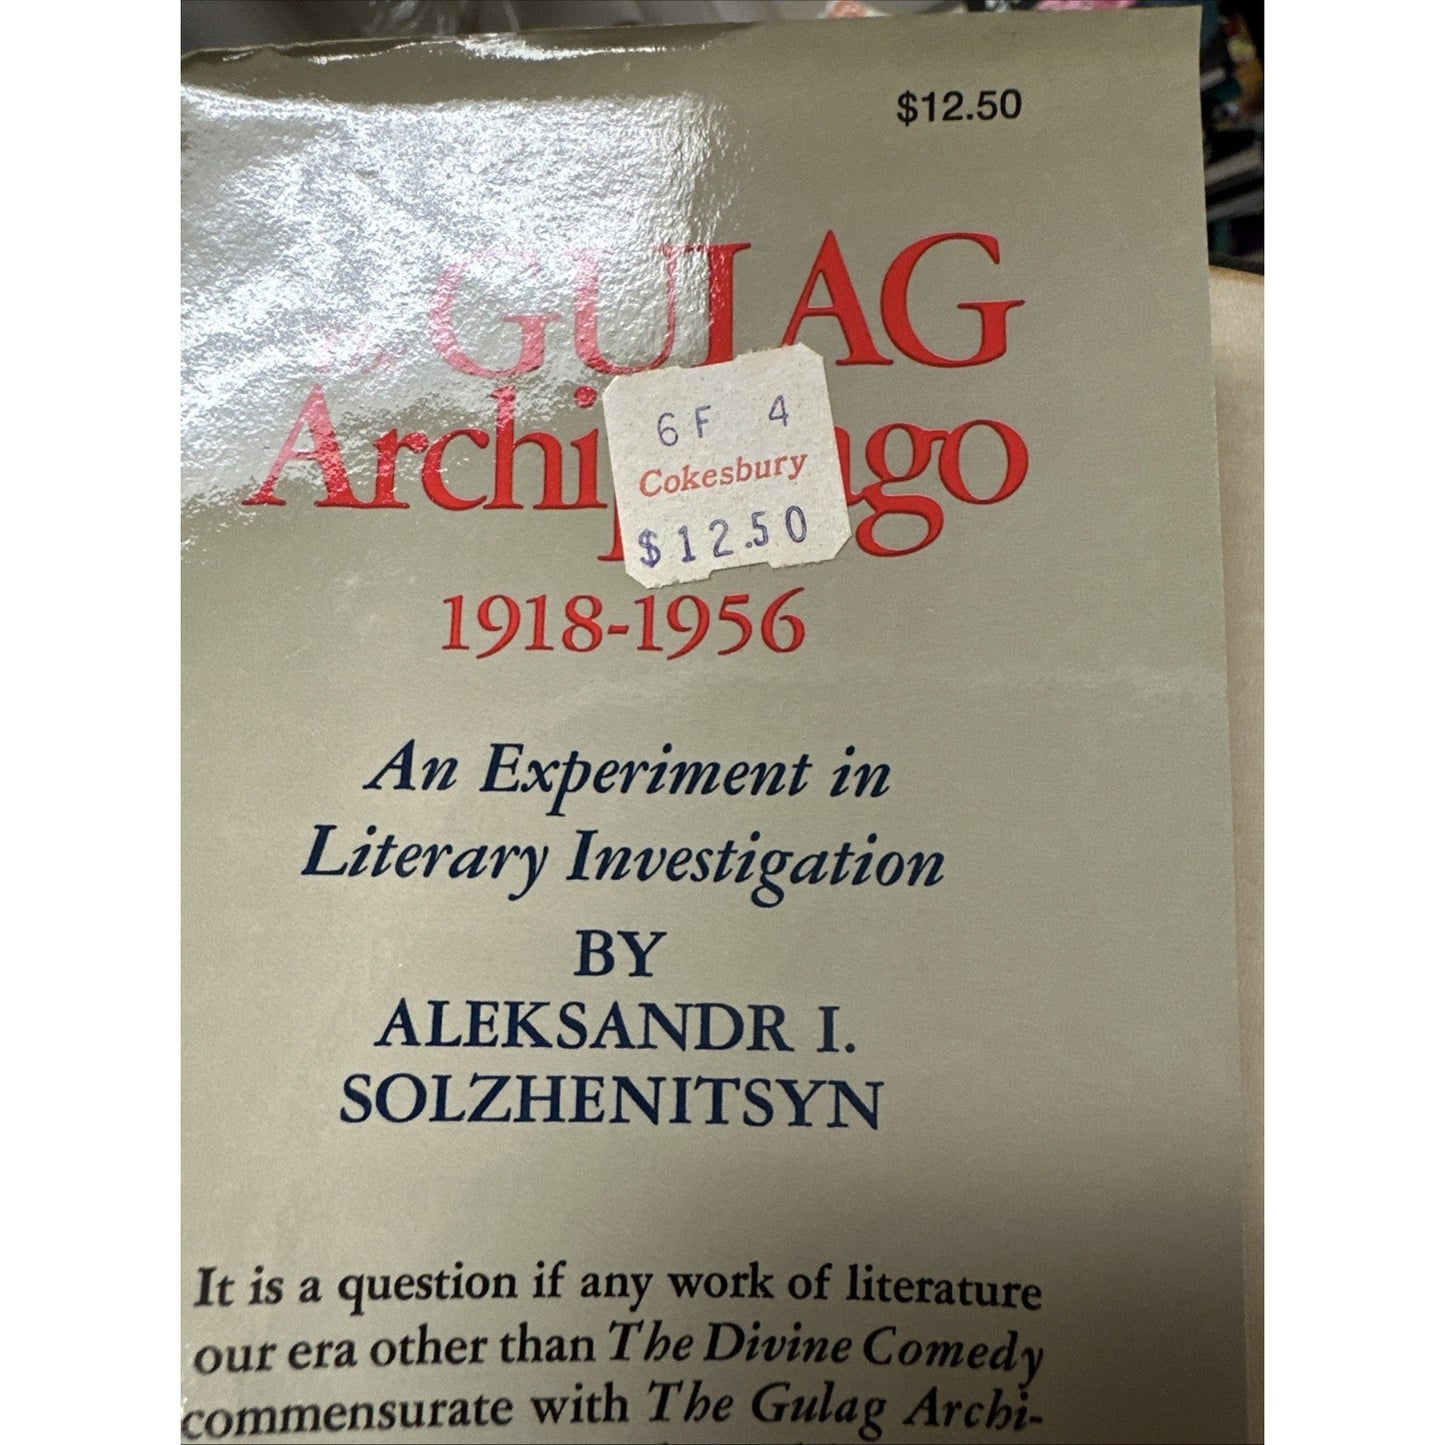 $12.50
The GULAG
Archipelago
6F 4
Cokesbury
$12.50
1918-1956
An Experiment in
Literary Investigation
BY
ALEKSANDR I.
SOLZHENITSYN
It is a question if any work of literature
our era other than The Divine Comedy
commensurate with The Gulag Archi-